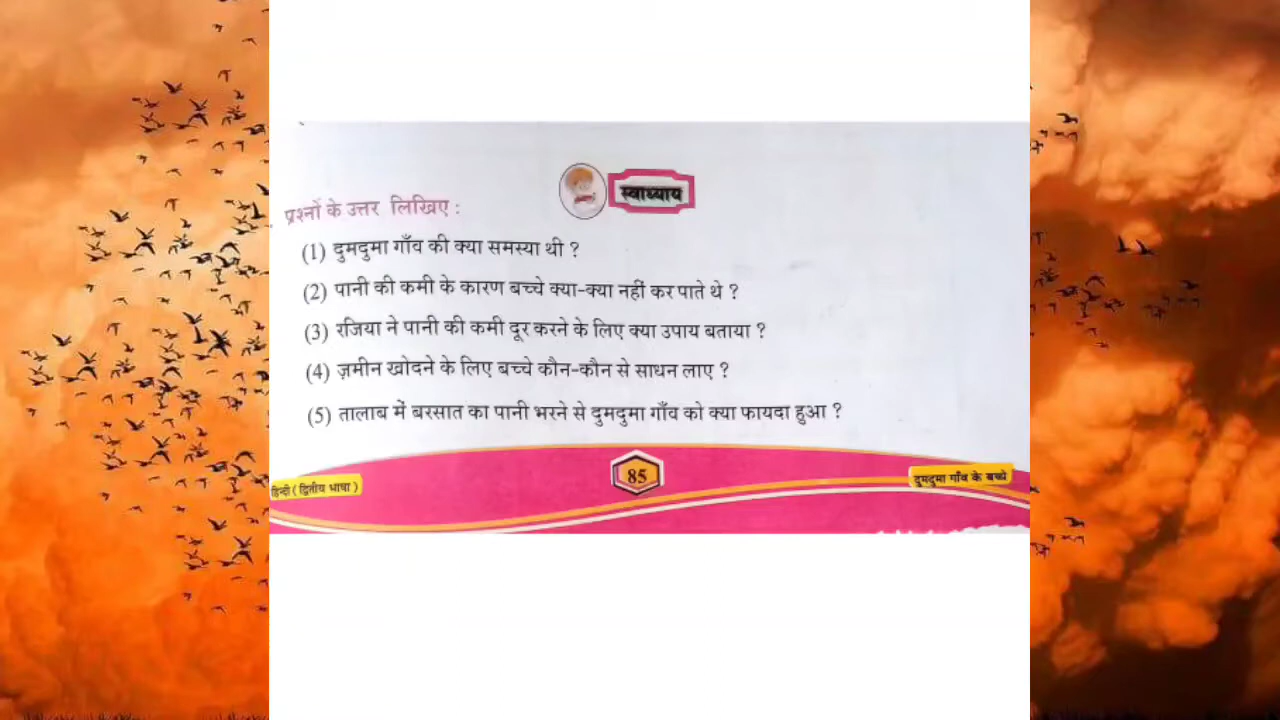 स्वाध्याय
प्रश्नों के उत्तर लिखिए :
(1) दुमदुमा गाँव की क्या समस्या थी ?
(2) पानी की कमी के कारण बच्चे क्या-क्या नहीं कर पाते थे ?
(3) रजिया ने पानी की कमी दूर करने के लिए क्या उपाय बताया ?
(4) ज़मीन खोदने के लिए बच्चे कौन-कौन से साधन लाए ?
(5) तालाब में बरसात का पानी भरने से दुमदुमा गाँव को क्या फायदा हुआ ?
हिन्दी ( द्वितीय भाषा )
85
दुमदुमा गाँव के बच्चे